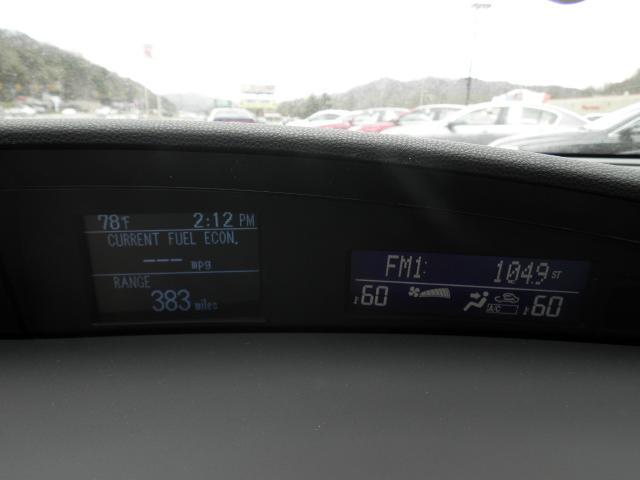 78°F 2:12 PM
CURRENT FUEL ECON.
--- mpg
RANGE
383 miles
FM1: 104.9 ST
60 A/C 60